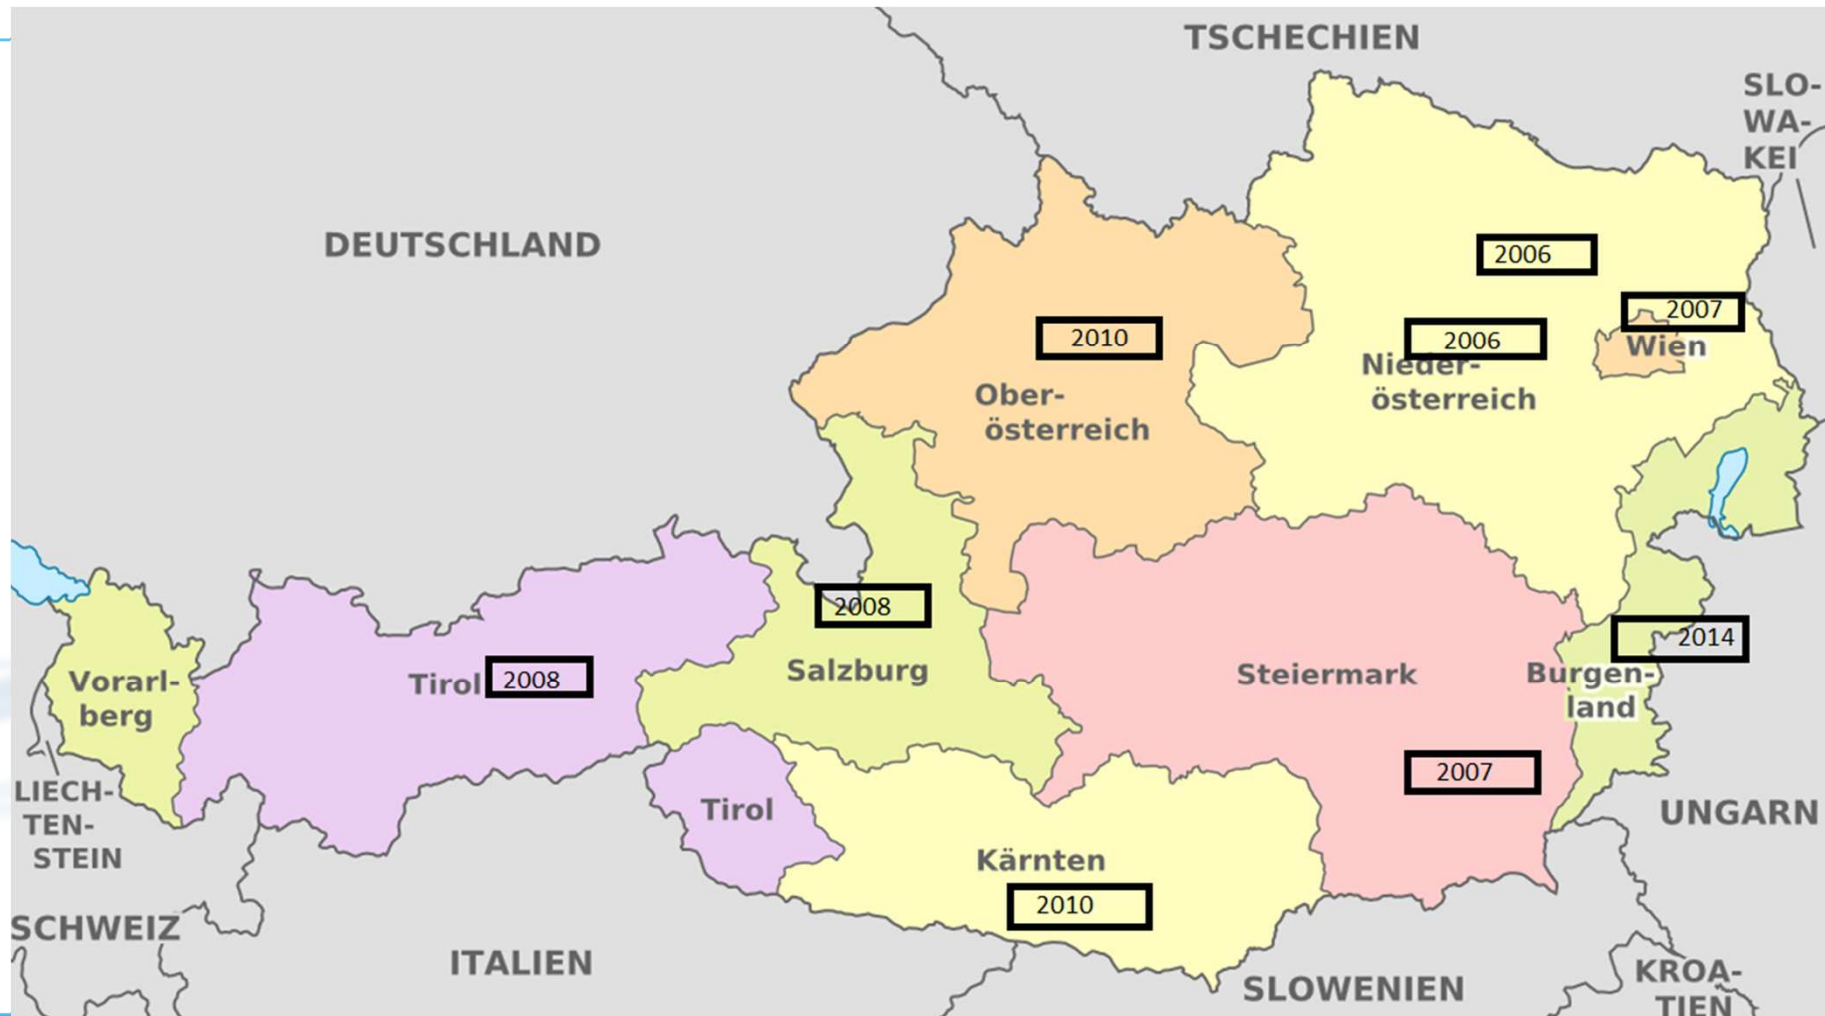 TSCHECHIEN
SLO-
WA-
KEI
DEUTSCHLAND
2006
2007
2010
2006
Wien
Nieder-
österreich
Ober-
österreich
2008
2014
Vorarl-
berg
Tirol
2008
Salzburg
Steiermark
Burgen-
land
2007
LIECH-
TEN-
STEIN
Tirol
UNGARN
Kärnten
2010
SCHWEIZ
ITALIEN
SLOWENIEN
KROA-
TIEN